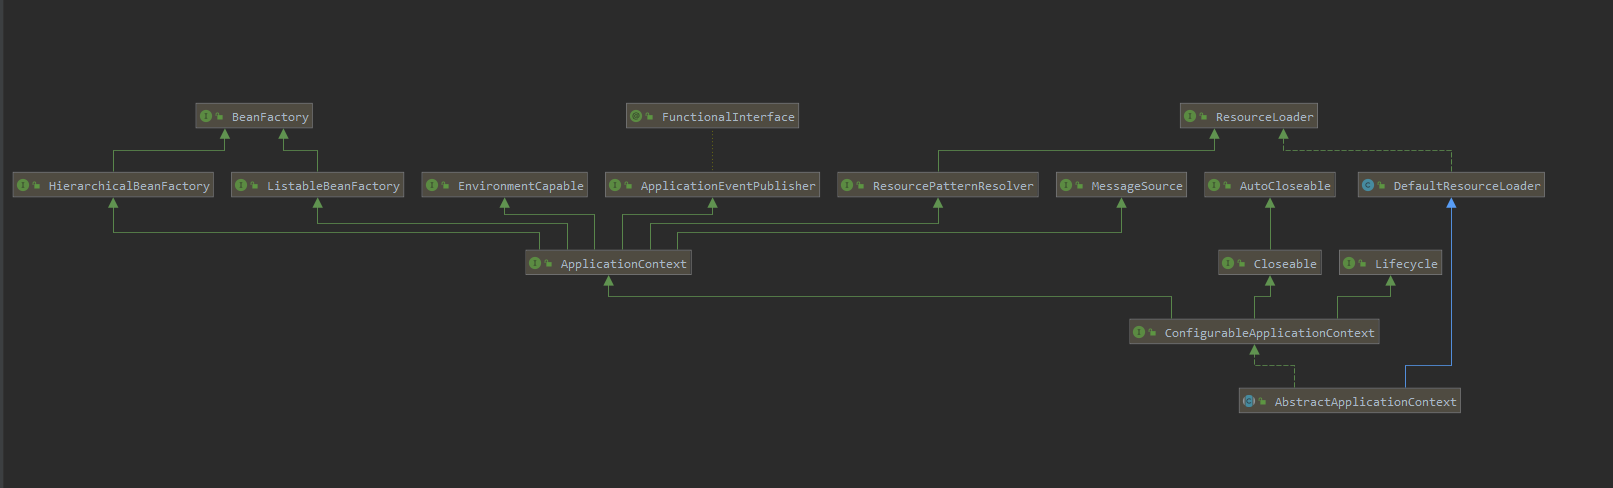 BeanFactory
FunctionalInterface
ResourceLoader
HierarchicalBeanFactory
ListableBeanFactory
EnvironmentCapable
ApplicationEventPublisher
ResourcePatternResolver
MessageSource
AutoCloseable
DefaultResourceLoader
ApplicationContext
Closeable
Lifecycle
ConfigurableApplicationContext
AbstractApplicationContext